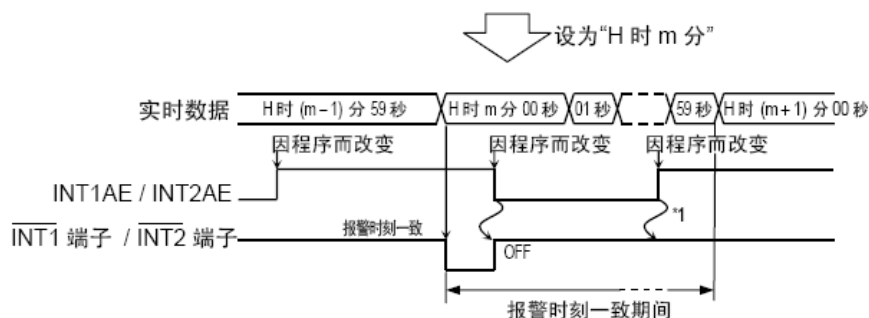 设为“H 时 m 分”
实时数据 H 时 (m – 1) 分 59 秒 H 时 m 分 00 秒 01 秒 59 秒 H 时 (m+1) 分 00 秒
因程序而改变 因程序而改变 因程序而改变
INT1AE / INT2AE
*1
INT1 端子 / INT2 端子 报警时刻一致
OFF
报警时刻一致期间